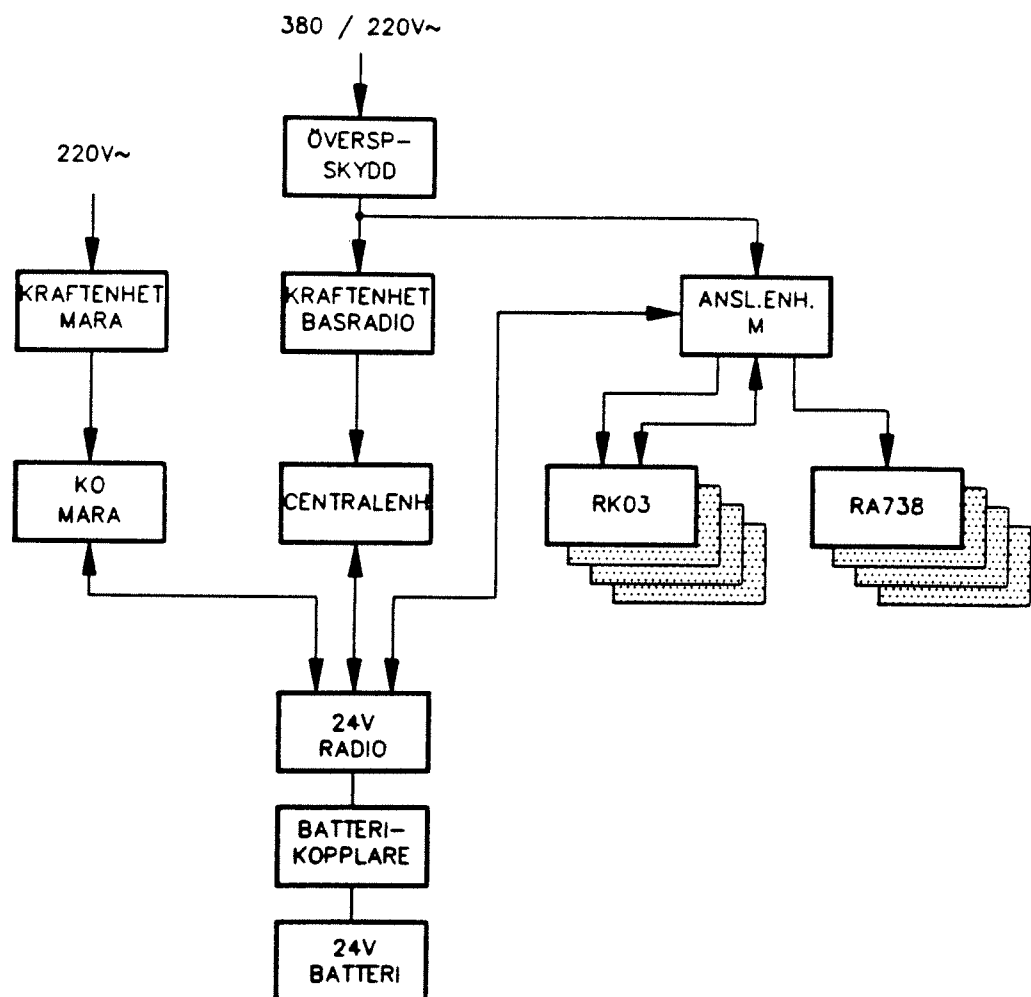 380 / 220V~
ÖVERSP-
SKYDD
220V~
KRAFTENHET
MARA
KRAFTENHET
BASRADIO
ANSL.ENH.
M
KO
MARA
CENTRALENH
RK03
RA738
24V
RADIO
BATTERI-
KOPPLARE
24V
BATTERI